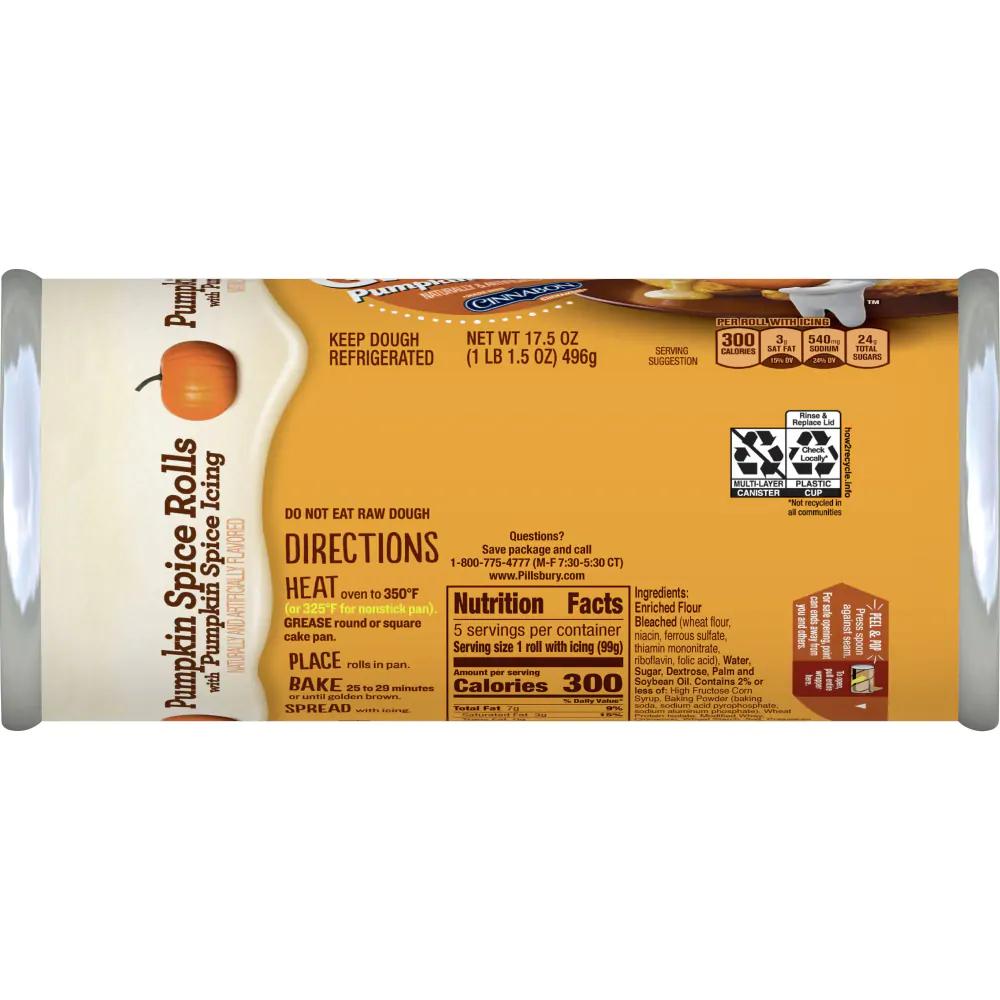 Pumpkin Spice Rolls
with Pumpkin Spice Icing
NATURALLY AND ARTIFICIALLY FLAVORED
CINNABON
TM
KEEP DOUGH
REFRIGERATED
NET WT 17.5 OZ
(1 LB 1.5 OZ) 496g
SERVING
SUGGESTION
PER ROLL WITH ICING
300
CALORIES
3g
SAT FAT
15% DV
540mg
SODIUM
24% DV
24g
TOTAL
SUGARS
Rinse &
Replace Lid
Check
Locally*
MULTI-LAYER
CANISTER
PLASTIC
CUP
*Not recycled in
all communities
how2recycle.info
DO NOT EAT RAW DOUGH
DIRECTIONS
HEAT oven to 350°F
(or 325°F for nonstick pan).
GREASE round or square
cake pan.
PLACE rolls in pan.
BAKE 25 to 29 minutes
or until golden brown.
SPREAD with icing.
Questions?
Save package and call
1-800-775-4777 (M-F 7:30-5:30 CT)
www.Pillsbury.com
Nutrition Facts
5 servings per container
Serving size 1 roll with icing (99g)
Amount per serving
Calories 300
% Daily Value*
Total Fat 7g 9%
Saturated Fat 3g 15%
Ingredients:
Enriched Flour
Bleached (wheat flour,
niacin, ferrous sulfate,
thiamin mononitrate,
riboflavin, folic acid), Water,
Sugar, Dextrose, Palm and
Soybean Oil. Contains 2% or
less of: High Fructose Corn
Syrup, Baking Powder (baking
soda, sodium acid pyrophosphate,
sodium aluminum phosphate), Wheat
Protein Isolate, Modified Whey,
PEEL & POP
Press spoon
against seam.
For safe opening, point
can ends away from
you and others.
To open,
pull entire
wrapper
here.